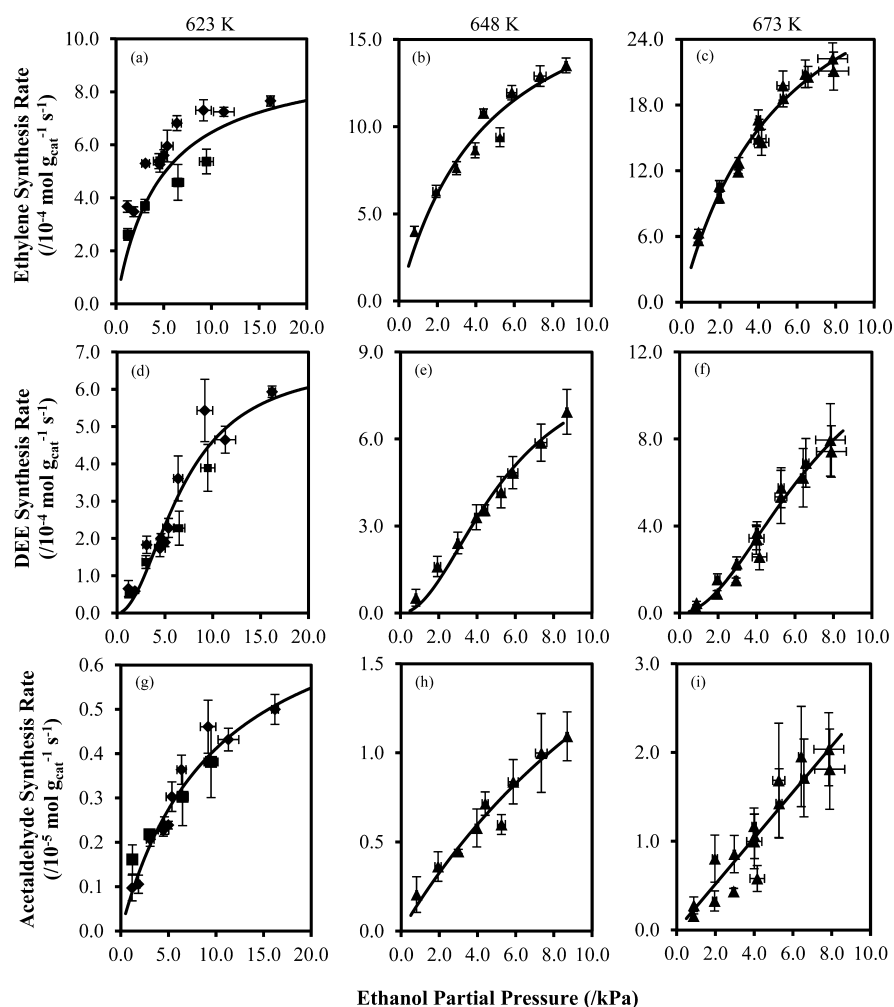 623 K 648 K 673 K
Ethylene Synthesis Rate
(/10⁻⁴ mol g_cat⁻¹ s⁻¹)
(a)
10.0
8.0
6.0
4.0
2.0
0.0
0.0 5.0 10.0 15.0 20.0
(b)
15.0
10.0
5.0
0.0
0.0 2.0 4.0 6.0 8.0 10.0
(c)
24.0
18.0
12.0
6.0
0.0
0.0 2.0 4.0 6.0 8.0 10.0
DEE Synthesis Rate
(/10⁻⁴ mol g_cat⁻¹ s⁻¹)
(d)
7.0
6.0
5.0
4.0
3.0
2.0
1.0
0.0
0.0 5.0 10.0 15.0 20.0
(e)
9.0
6.0
3.0
0.0
0.0 2.0 4.0 6.0 8.0 10.0
(f)
12.0
8.0
4.0
0.0
0.0 2.0 4.0 6.0 8.0 10.0
Acetaldehyde Synthesis Rate
(/10⁻⁵ mol g_cat⁻¹ s⁻¹)
(g)
0.6
0.5
0.4
0.3
0.2
0.1
0.0
0.0 5.0 10.0 15.0 20.0
(h)
1.5
1.0
0.5
0.0
0.0 2.0 4.0 6.0 8.0 10.0
(i)
3.0
2.0
1.0
0.0
0.0 2.0 4.0 6.0 8.0 10.0
Ethanol Partial Pressure (/kPa)